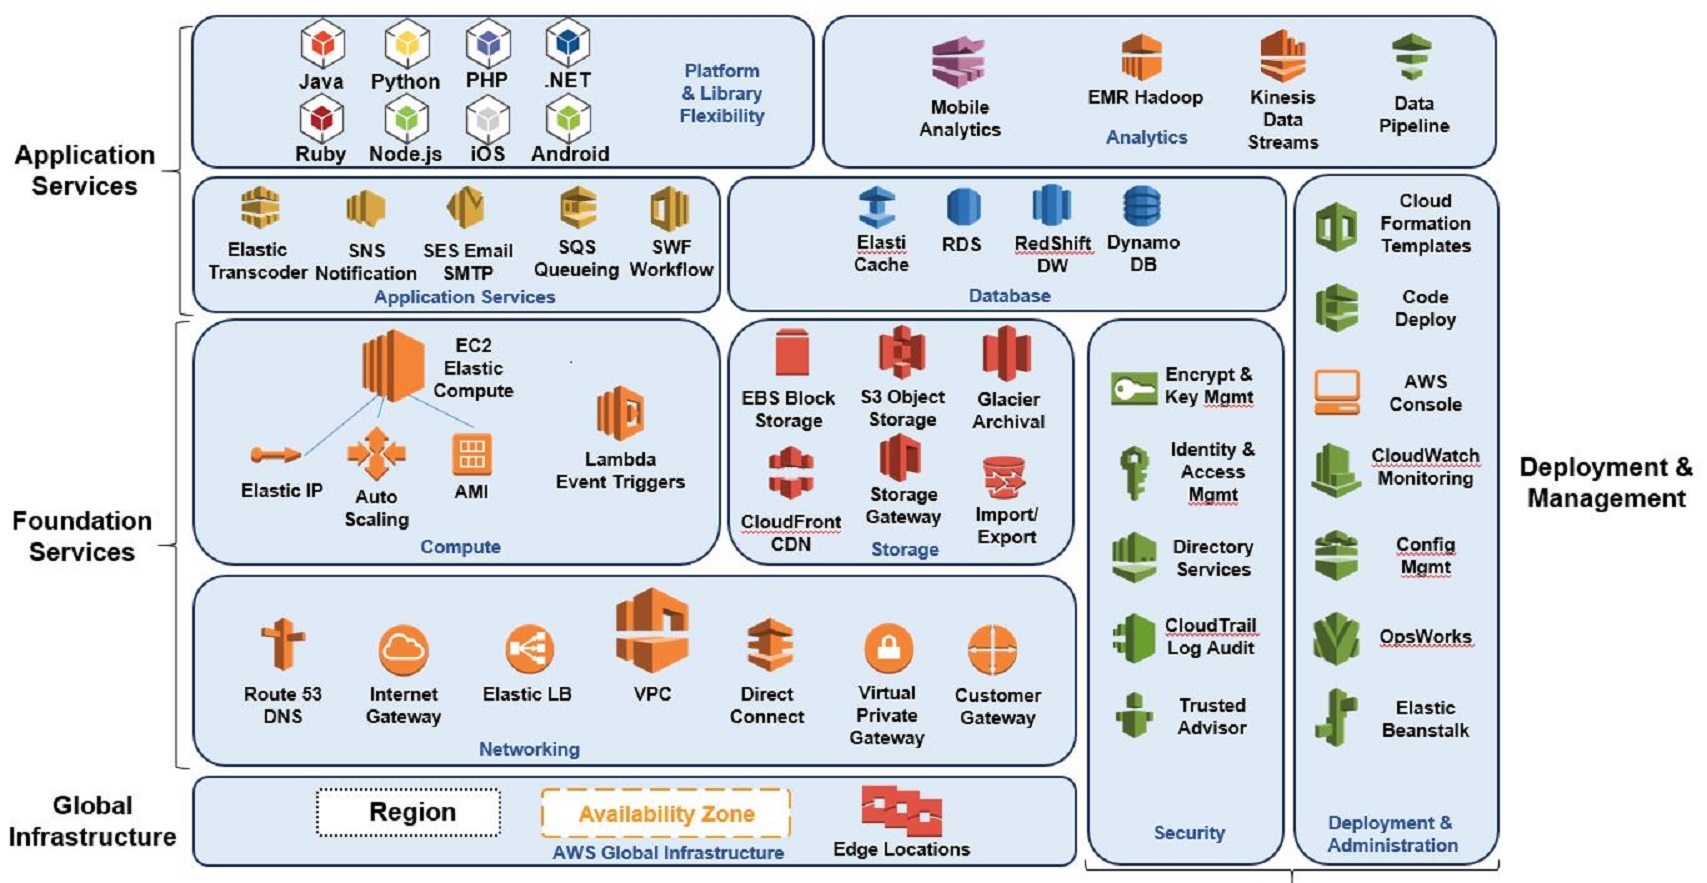 Application
Services
Foundation
Services
Global
Infrastructure
Java
Python
PHP
.NET
Ruby
Node.js
iOS
Android
Platform
& Library
Flexibility
Mobile
Analytics
EMR Hadoop
Kinesis
Data
Streams
Data
Pipeline
Analytics
Elastic
Transcoder
SNS
Notification
SES Email
SMTP
SQS
Queueing
SWF
Workflow
Application Services
Elasti
Cache
RDS
RedShift
DW
Dynamo
DB
Database
EC2
Elastic
Compute
Elastic IP
Auto
Scaling
AMI
Lambda
Event Triggers
Compute
EBS Block
Storage
S3 Object
Storage
Glacier
Archival
CloudFront
CDN
Storage
Gateway
Import/
Export
Storage
Route 53
DNS
Internet
Gateway
Elastic LB
VPC
Direct
Connect
Virtual
Private
Gateway
Customer
Gateway
Networking
Region
Availability Zone
Edge Locations
AWS Global Infrastructure
Encrypt &
Key Mgmt
Identity &
Access
Mgmt
Directory
Services
CloudTrail
Log Audit
Trusted
Advisor
Security
Cloud
Formation
Templates
Code
Deploy
AWS
Console
CloudWatch
Monitoring
Config
Mgmt
OpsWorks
Elastic
Beanstalk
Deployment &
Administration
Deployment &
Management